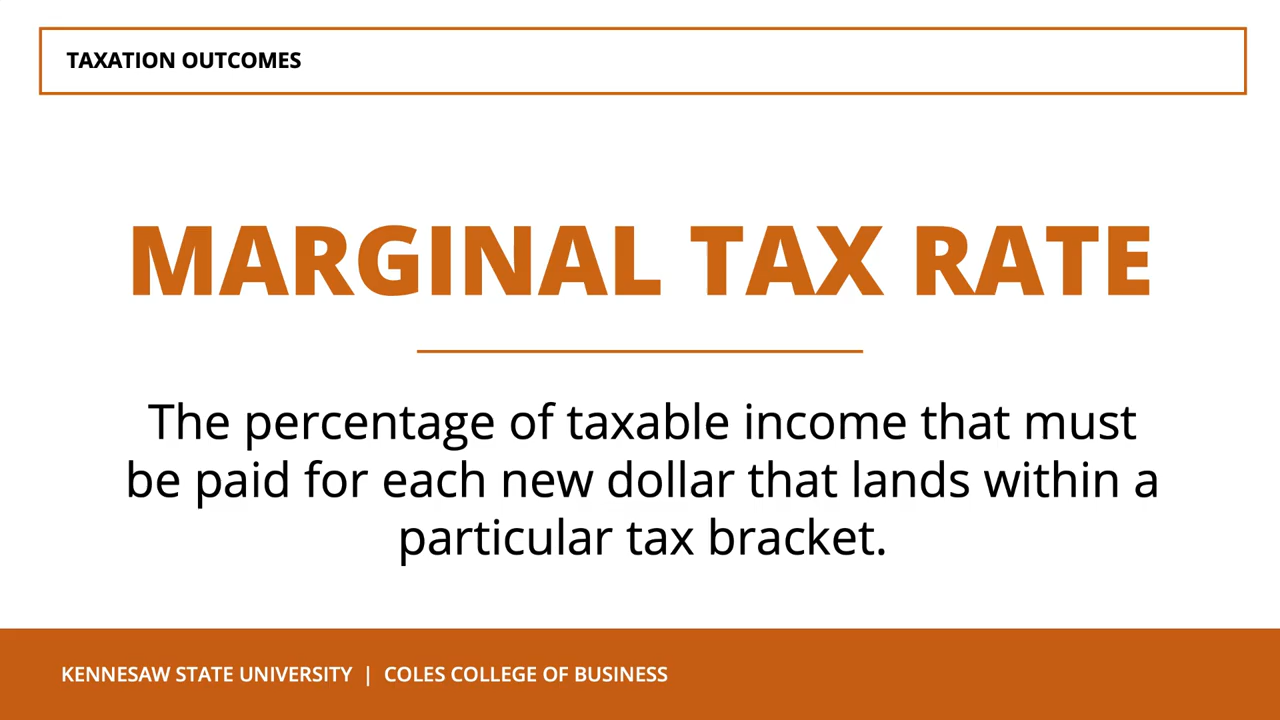 TAXATION OUTCOMES
MARGINAL TAX RATE
The percentage of taxable income that must
be paid for each new dollar that lands within a
particular tax bracket.
KENNESAW STATE UNIVERSITY | COLES COLLEGE OF BUSINESS